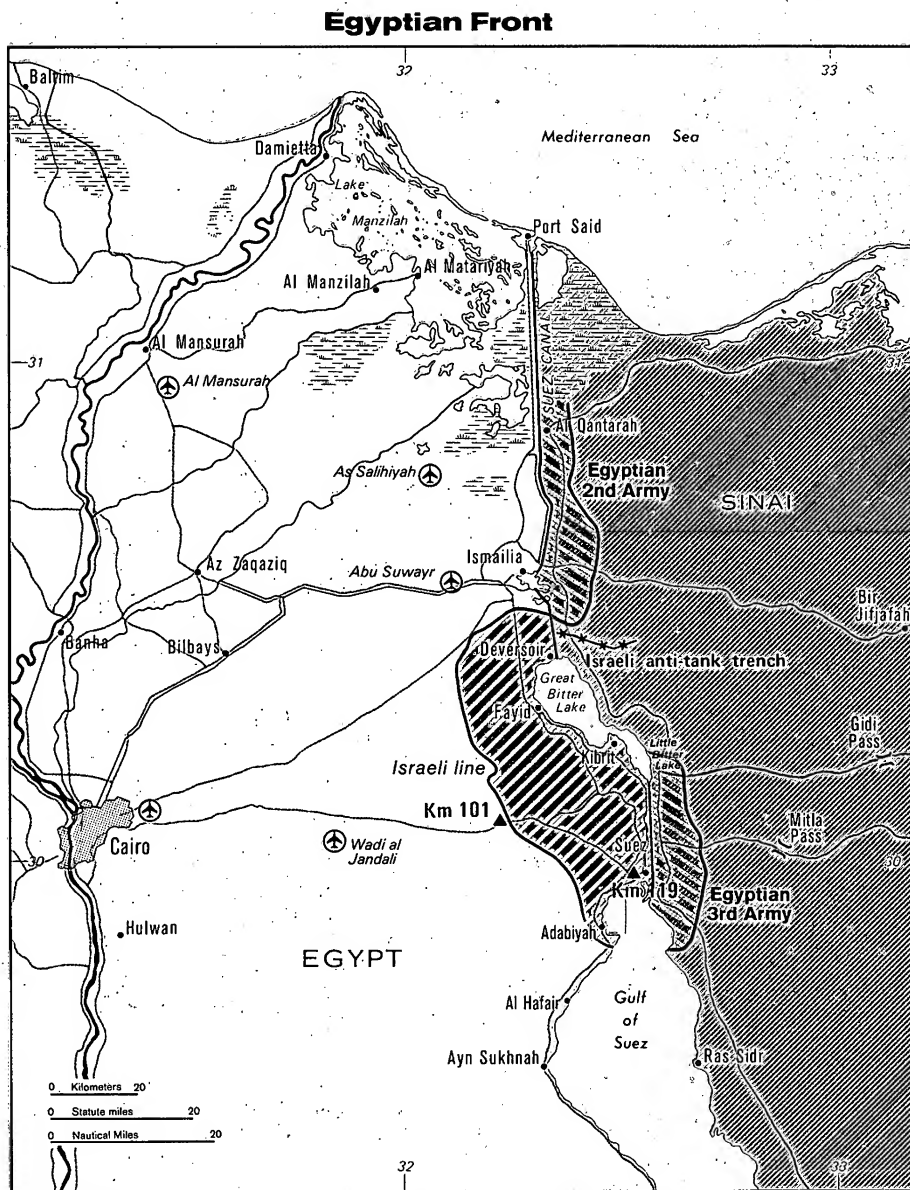 Egyptian Front
32
33
Baltim
Mediterranean Sea
Damietta
Lake
Manzilah
Port Said
Al Matariyah
Al Manzilah
SUEZ CANAL
Al Mansurah
31
31
Al Mansurah
Al Qantarah
As Salihiyah
Egyptian
2nd Army
SINAI
Ismailia
Az Zaqaziq
Abu Suwayr
Bir
Jifjafah
Banha
Bilbays
Deversoir
Israeli anti-tank trench
Great
Bitter
Lake
Fayid
Kibrit
Little
Bitter
Lake
Gidi
Pass
Israeli line
Km 101
Mitla
Pass
Cairo
Wadi al
Jandali
Suez
30
30
Km 119
Egyptian
3rd Army
Hulwan
Adabiyah
EGYPT
Al Hafair
Gulf
of
Suez
Ayn Sukhnah
Ras Sidr
0 Kilometers 20
0 Statute miles 20
0 Nautical Miles 20
32
33